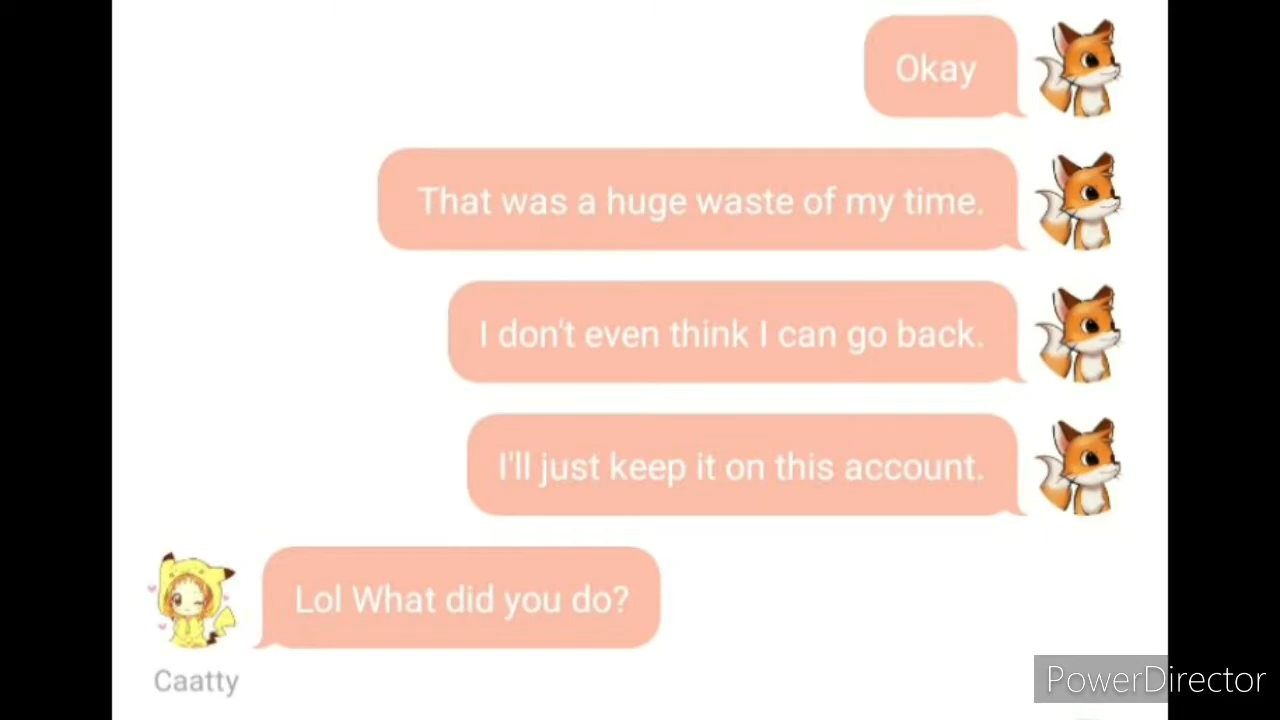 Okay
That was a huge waste of my time.
I don't even think I can go back.
I'll just keep it on this account.
Lol What did you do?
Caatty
PowerDirector